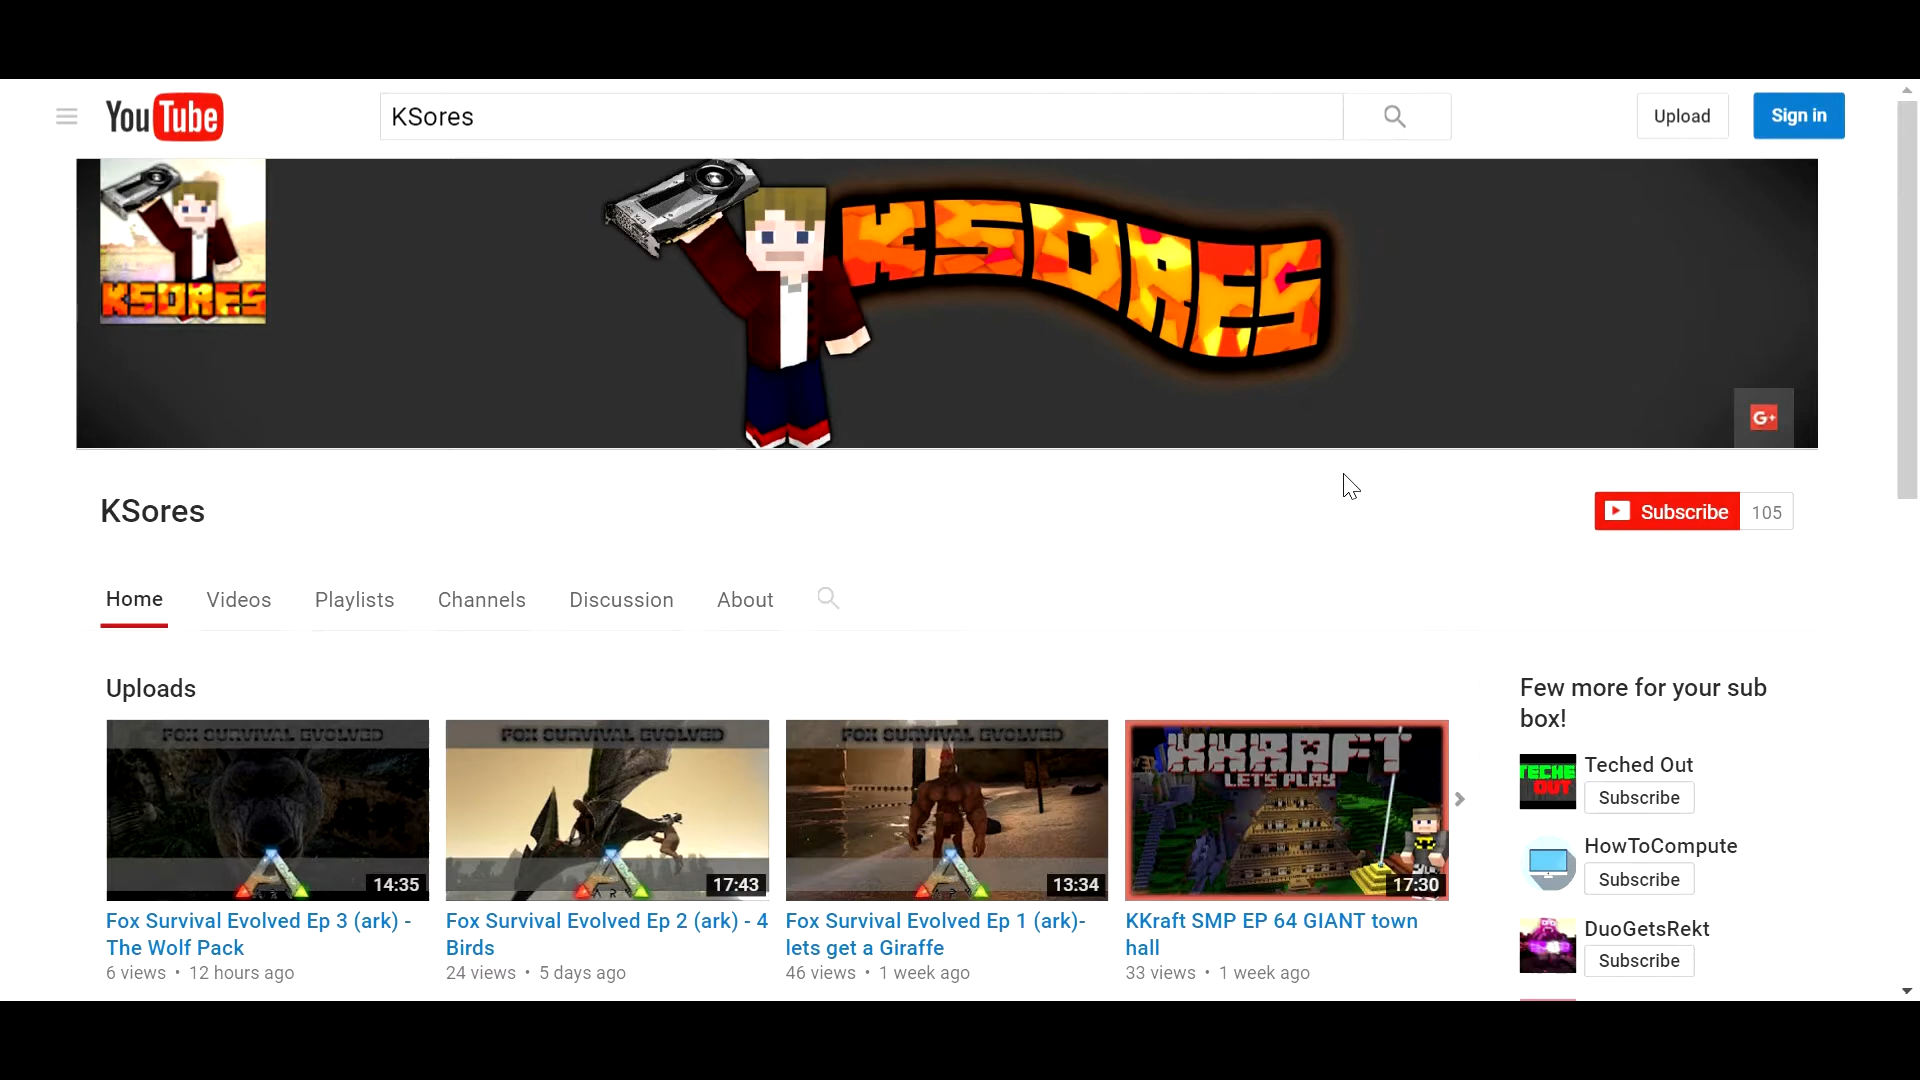 YouTube
KSores
Upload
Sign in
KSORES
KSORES
G+
KSores
Subscribe 105
Home Videos Playlists Channels Discussion About
Uploads
FOX SURVIVAL EVOLVED
14:35
Fox Survival Evolved Ep 3 (ark) -
The Wolf Pack
6 views • 12 hours ago
FOX SURVIVAL EVOLVED
17:43
Fox Survival Evolved Ep 2 (ark) - 4
Birds
24 views • 5 days ago
FOX SURVIVAL EVOLVED
13:34
Fox Survival Evolved Ep 1 (ark)-
lets get a Giraffe
46 views • 1 week ago
KKRAFT
LETS PLAY
17:30
KKraft SMP EP 64 GIANT town
hall
33 views • 1 week ago
Few more for your sub
box!
TECHED
OUT
Teched Out
Subscribe
HowToCompute
Subscribe
DuoGetsRekt
Subscribe